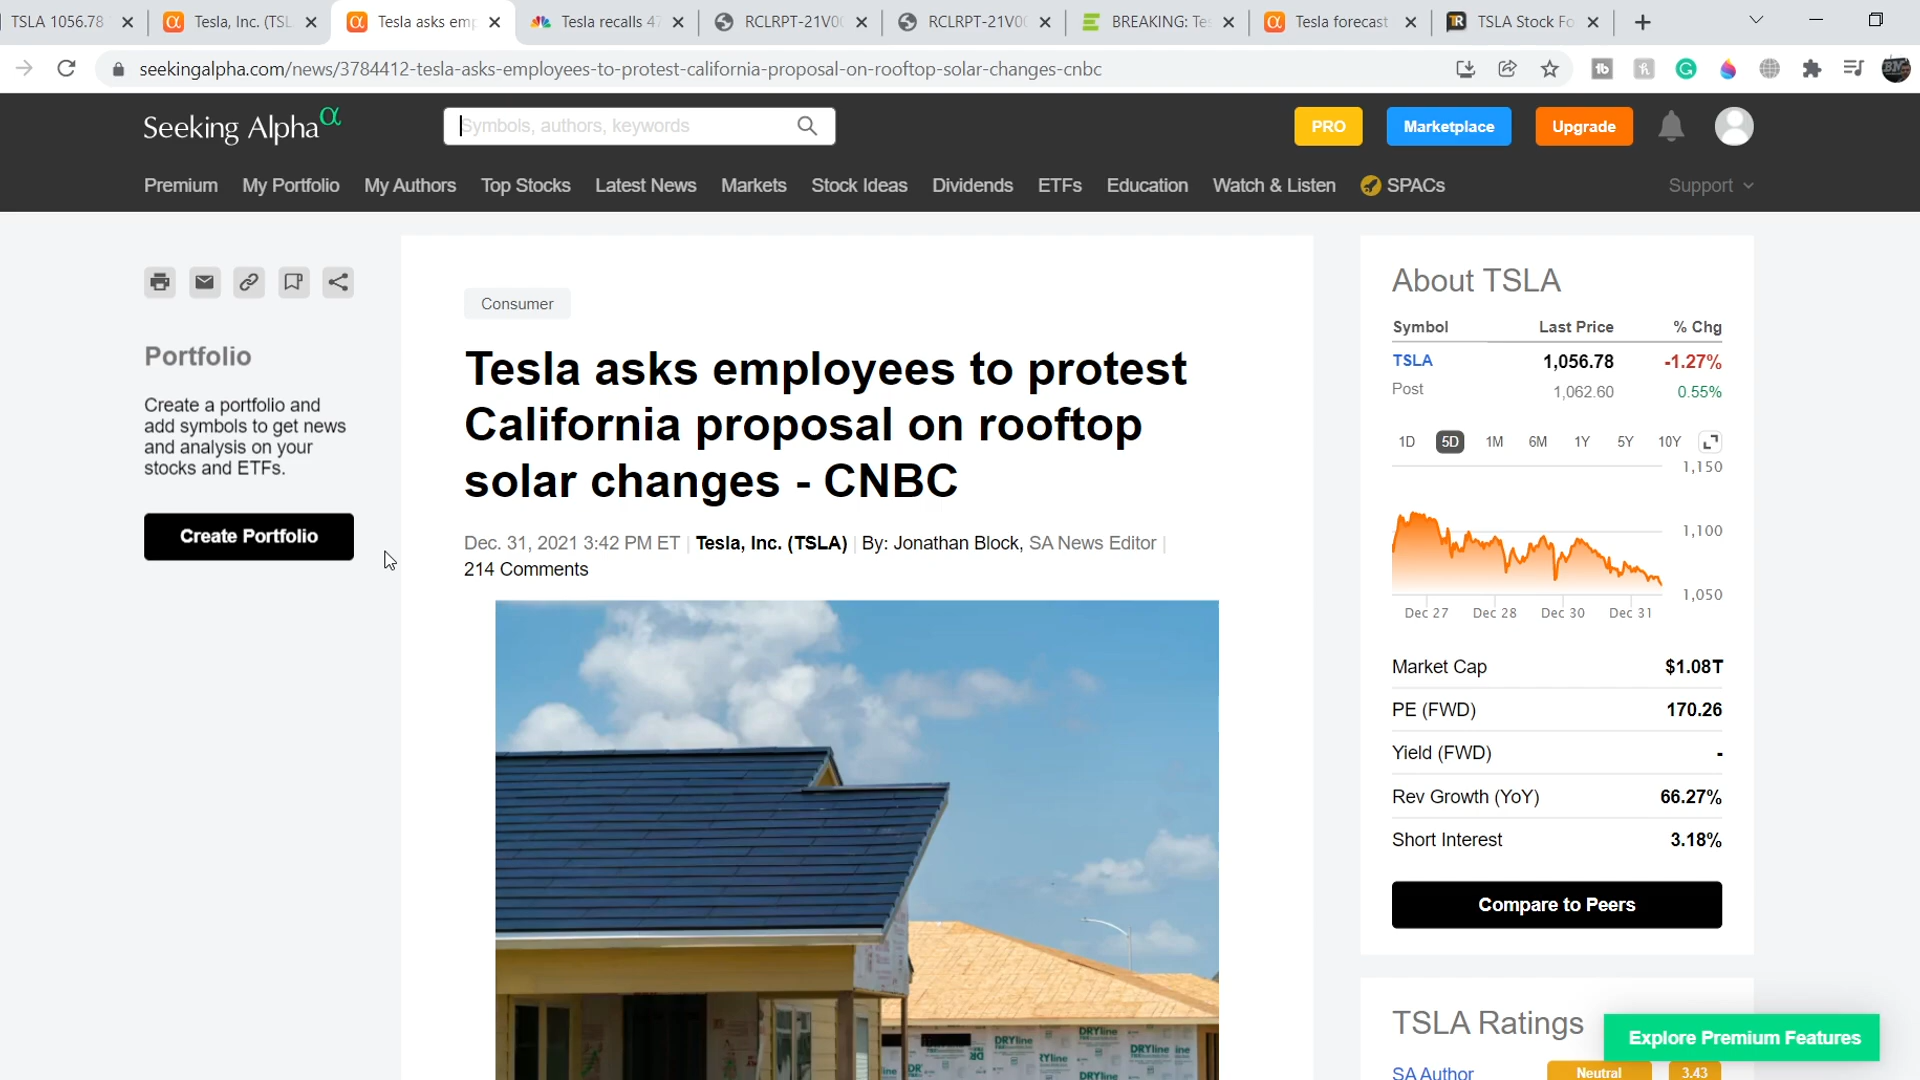 TSLA 1056.78
Tesla, Inc. (TSL
Tesla asks emp
Tesla recalls 47
RCLRPT-21V00
RCLRPT-21V00
BREAKING: Tes
Tesla forecast
TSLA Stock Fo
seekingalpha.com/news/3784412-tesla-asks-employees-to-protest-california-proposal-on-rooftop-solar-changes-cnbc
Seeking Alpha α
Symbols, authors, keywords
PRO
Marketplace
Upgrade
Premium
My Portfolio
My Authors
Top Stocks
Latest News
Markets
Stock Ideas
Dividends
ETFs
Education
Watch & Listen
SPACs
Support
Portfolio
Create a portfolio and
add symbols to get news
and analysis on your
stocks and ETFs.
Create Portfolio
Consumer
Tesla asks employees to protest
California proposal on rooftop
solar changes - CNBC
Dec. 31, 2021 3:42 PM ET | Tesla, Inc. (TSLA) | By: Jonathan Block, SA News Editor |
214 Comments
DRYline
DRYline
DRYline
About TSLA
Symbol Last Price % Chg
TSLA 1,056.78 -1.27%
Post 1,062.60 0.55%
1D 5D 1M 6M 1Y 5Y 10Y
1,150
1,100
1,050
Dec 27 Dec 28 Dec 30 Dec 31
Market Cap $1.08T
PE (FWD) 170.26
Yield (FWD) -
Rev Growth (YoY) 66.27%
Short Interest 3.18%
Compare to Peers
TSLA Ratings
Explore Premium Features
SA Author Neutral 3.43